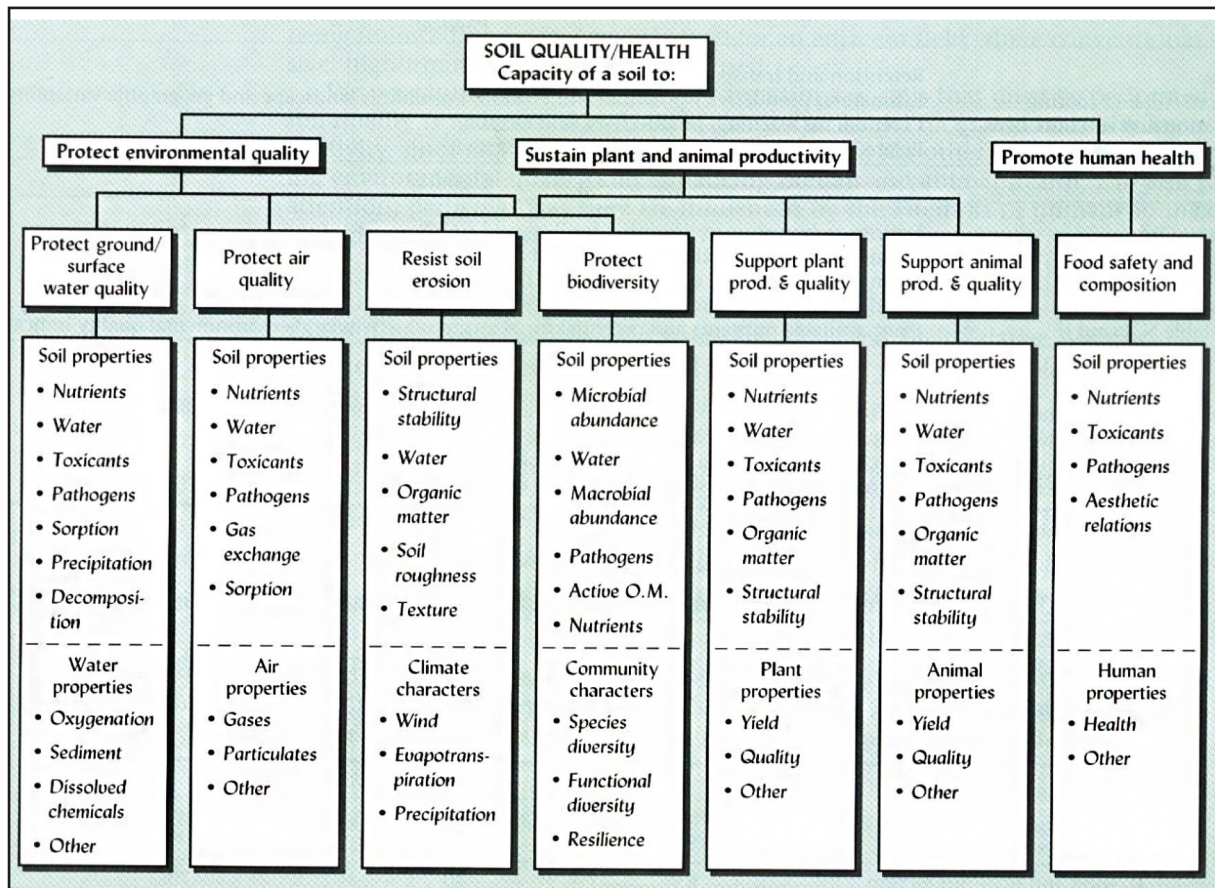 SOIL QUALITY/HEALTH
Capacity of a soil to:
Protect environmental quality
Sustain plant and animal productivity
Promote human health
Protect ground/
surface
water quality
Protect air
quality
Resist soil
erosion
Protect
biodiversity
Support plant
prod. & quality
Support animal
prod. & quality
Food safety and
composition
Soil properties
• Nutrients
• Water
• Toxicants
• Pathogens
• Sorption
• Precipitation
• Decomposi-
tion
Water
properties
• Oxygenation
• Sediment
• Dissolved
chemicals
• Other
Soil properties
• Nutrients
• Water
• Toxicants
• Pathogens
• Gas
exchange
• Sorption
Air
properties
• Gases
• Particulates
• Other
Soil properties
• Structural
stability
• Water
• Organic
matter
• Soil
roughness
• Texture
Climate
characters
• Wind
• Evapotrans-
piration
• Precipitation
Soil properties
• Microbial
abundance
• Water
• Macrobial
abundance
• Pathogens
• Active O.M.
• Nutrients
Community
characters
• Species
diversity
• Functional
diversity
• Resilience
Soil properties
• Nutrients
• Water
• Toxicants
• Pathogens
• Organic
matter
• Structural
stability
Plant
properties
• Yield
• Quality
• Other
Soil properties
• Nutrients
• Water
• Toxicants
• Pathogens
• Organic
matter
• Structural
stability
Animal
properties
• Yield
• Quality
• Other
Soil properties
• Nutrients
• Toxicants
• Pathogens
• Aesthetic
relations
Human
properties
• Health
• Other